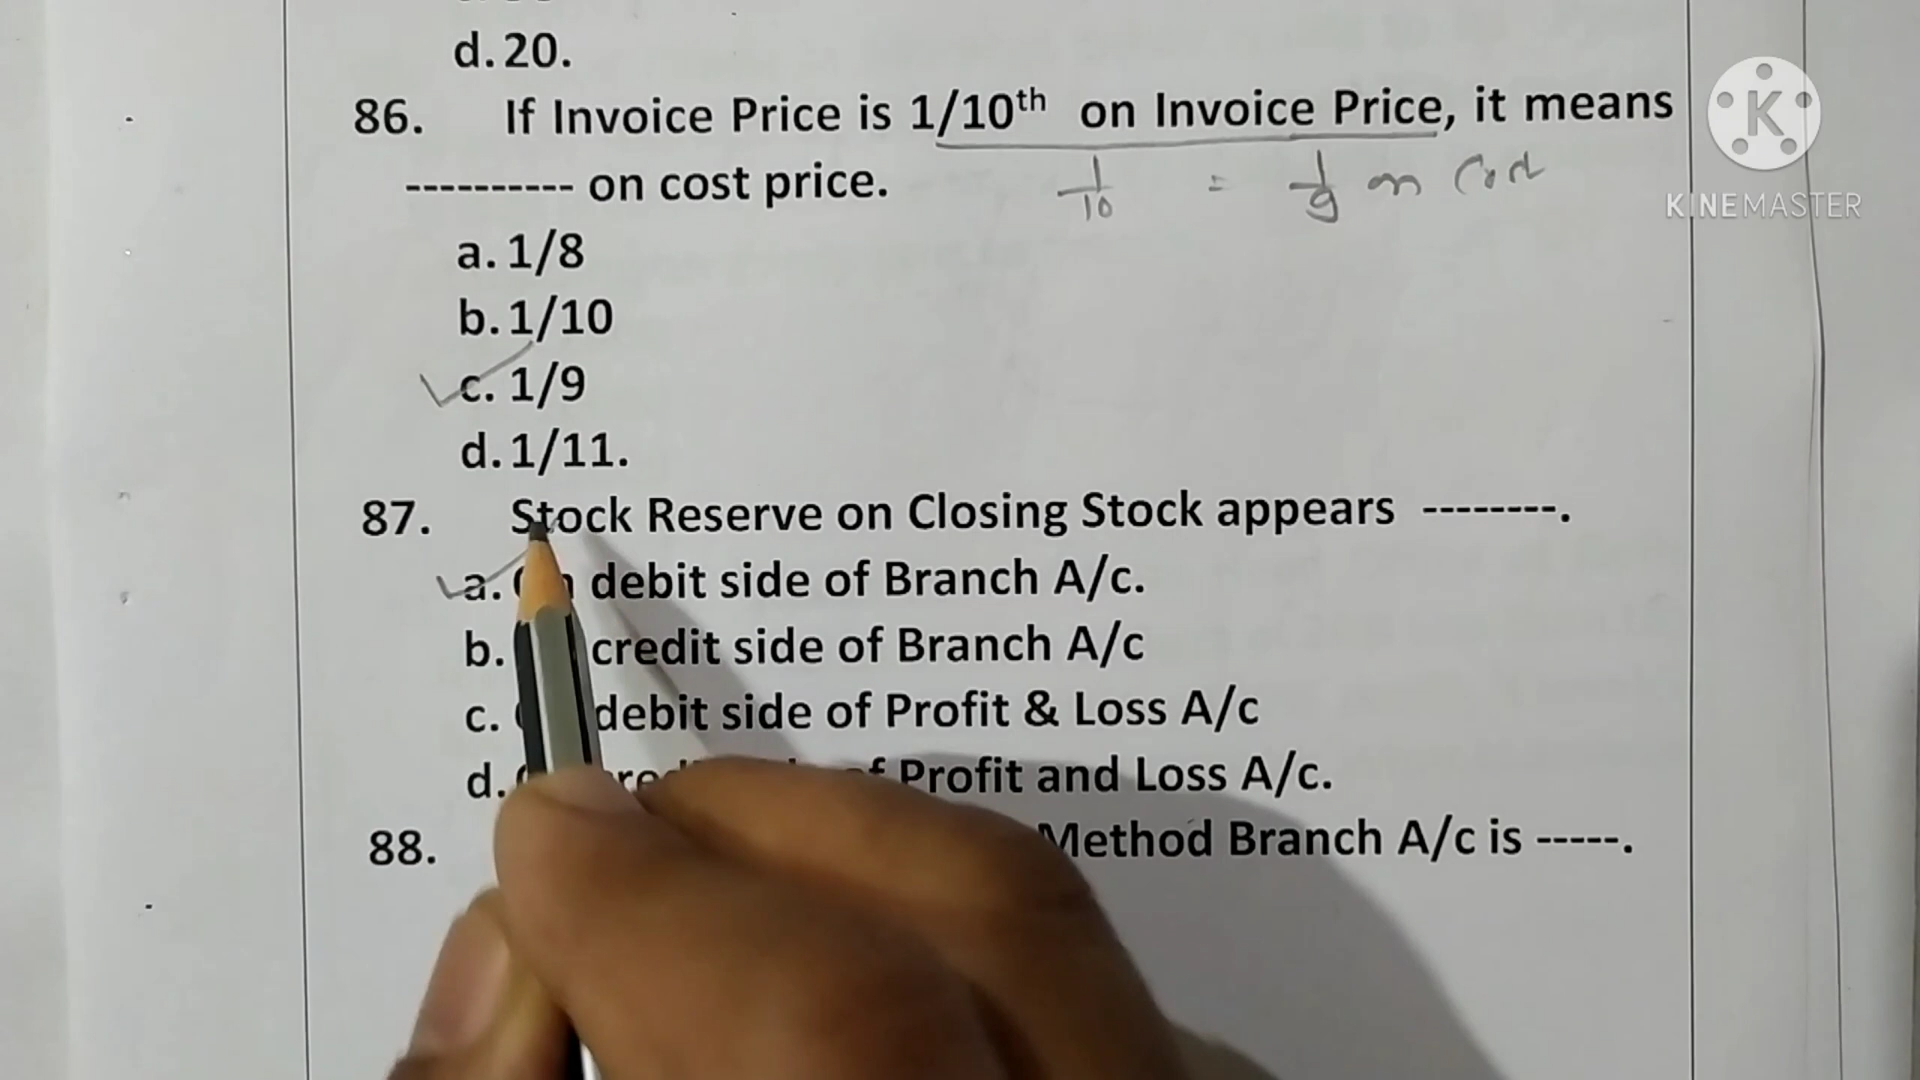 d. 20.
86. If Invoice Price is 1/10th on Invoice Price, it means
---------- on cost price.
1/10 = 1/9 on Cost
a. 1/8
b. 1/10
c. 1/9
d. 1/11.
87. Stock Reserve on Closing Stock appears --------.
a. debit side of Branch A/c.
b. credit side of Branch A/c
c. debit side of Profit & Loss A/c
d. Profit and Loss A/c.
88. Method Branch A/c is -----.
K
KINEMASTER